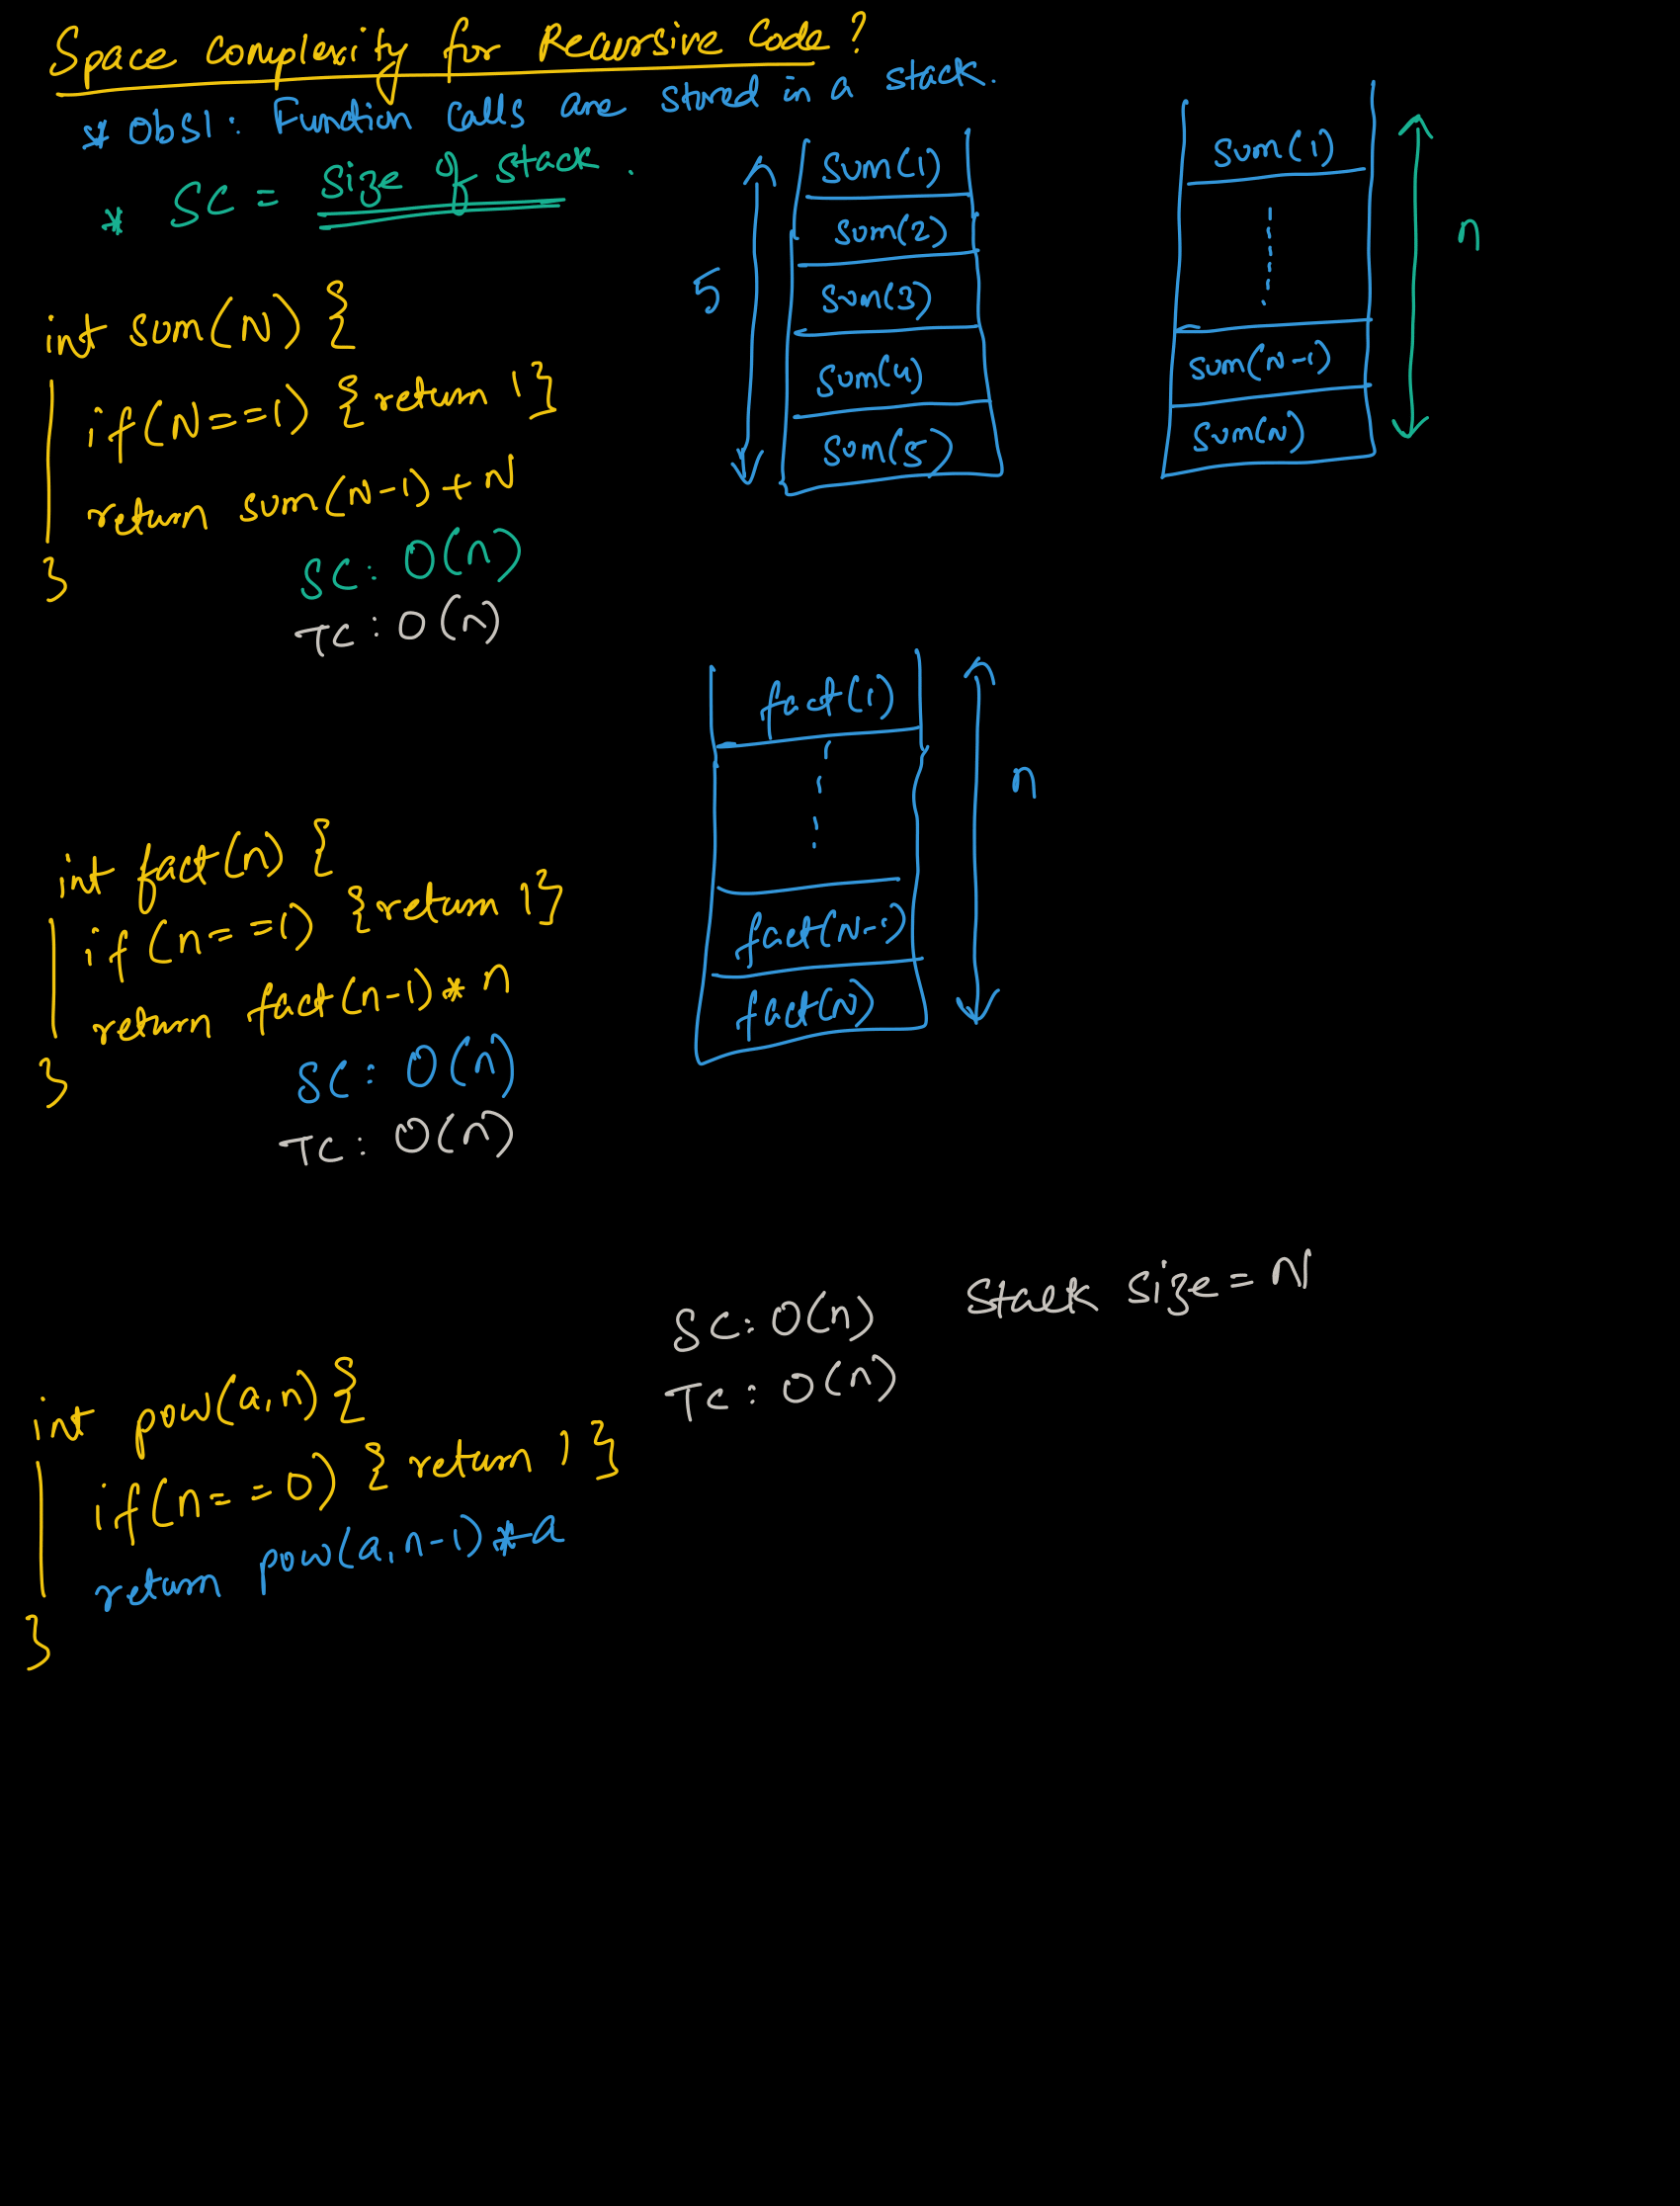 Space Complexity for Recursive Code?
* Obs1: Function calls are stored in a stack.
* SC = size of stack.
int sum(N) {
if(N==1) {return 1}
return sum(N-1)+N
}
SC: O(n)
TC: O(n)
5
sum(1)
sum(2)
sum(3)
sum(4)
sum(5)
sum(1)
sum(N-1)
sum(N)
n
int fact(n) {
if(n==1) {return 1}
return fact(n-1)*n
}
SC: O(n)
TC: O(n)
fact(1)
fact(N-1)
fact(N)
n
int pow(a,n){
if(n==0) {return 1}
return pow(a,n-1)*a
}
SC: O(n) Stack size=N
TC: O(n)